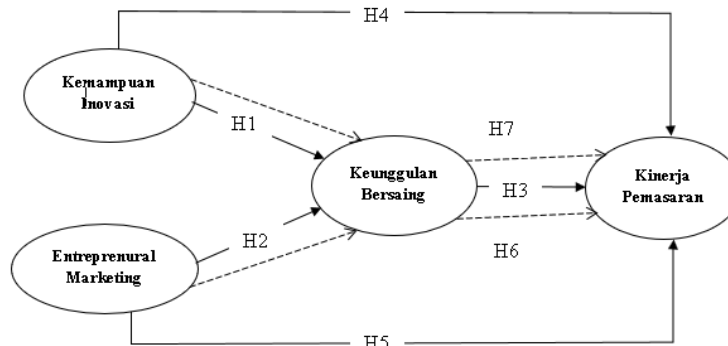 H4
Kemampuan
Inovasi
H1
H7
Keunggulan
Bersaing
H3
Kinerja
Pemasaran
H2
Entreprenural
Marketing
H6
H5